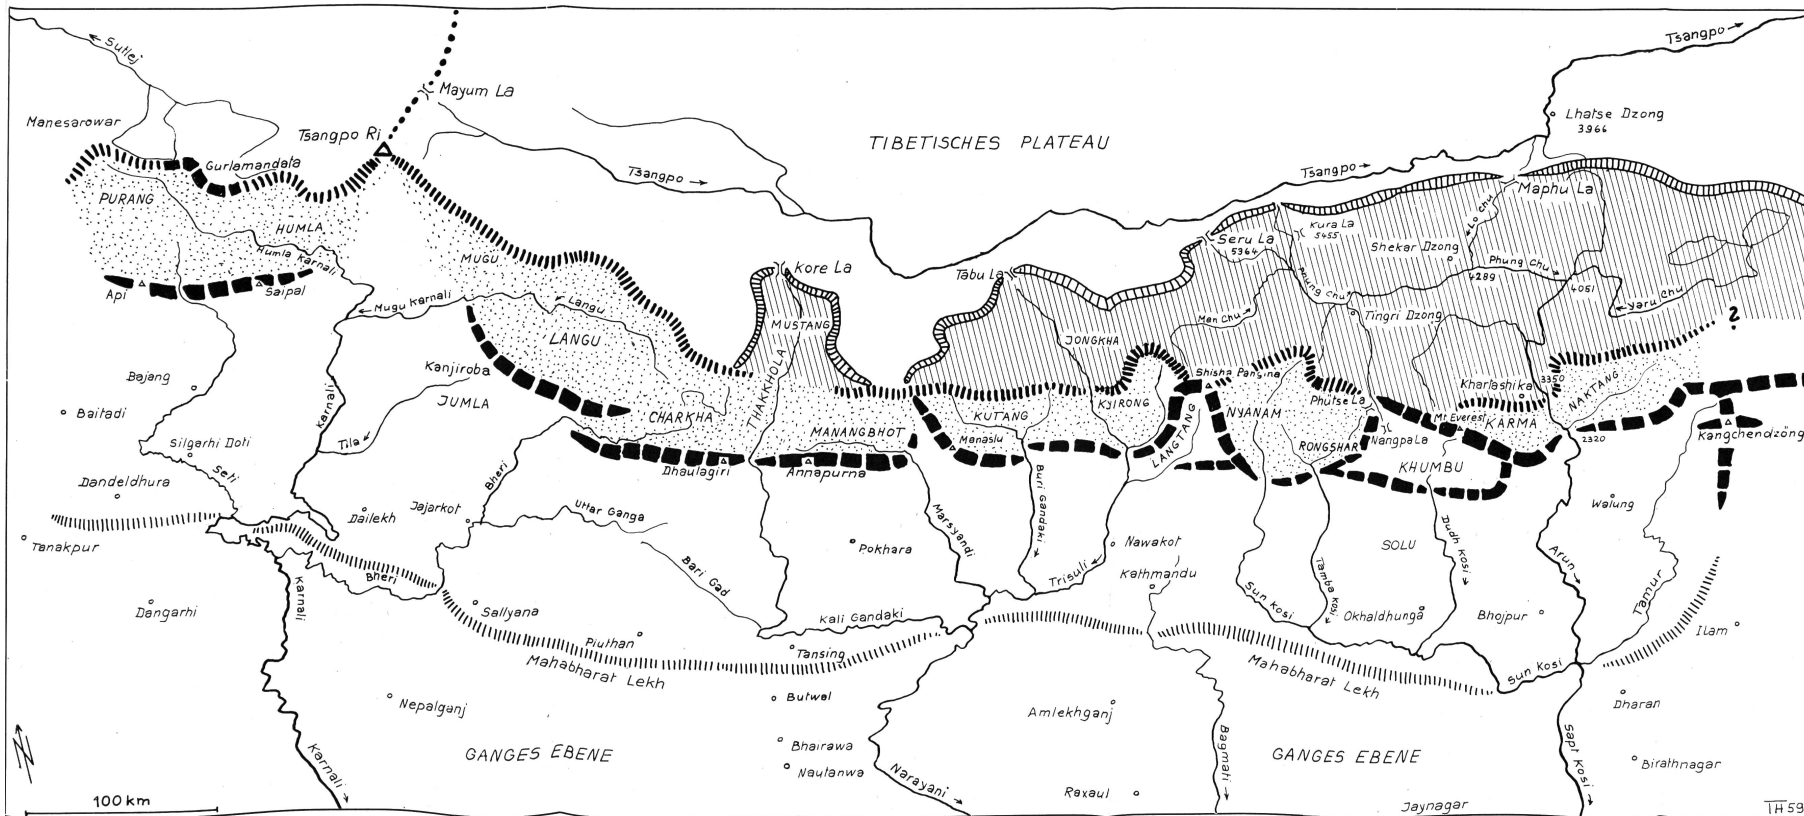 Sutlej
Tsangpo
Mayum La
Manesarowar
Tsangpo Ri
TIBETISCHES PLATEAU
Lhatse Dzong
3966
Gurlamandata
Tsangpo
Tsangpo
PURANG
HUMLA
Humla Karnali
Maphu La
Lo Chu
Kura La
5455
Seru La
5364
Shekar Dzong
Phung Chu
4289
4051
Yaru Chu
MUGU
Kore La
Tabu La
Phung Chu
Api
Saipal
Mugu Karnali
Langu
MUSTANG
Men Chu
Tingri Dzong
?
LANGU
JONGKHA
Kanjiroba
THAKKHOLA
Shisha Pangma
Kharlashika
3350
NAKTANG
Bajang
JUMLA
CHARKHA
KUTANG
KYIRONG
NYANAM
Phütse La
Mt Everest
KARMA
Baitadi
Karnali
Tila
MANANGBHOT
Manaslu
LANGTANG
RONGSHAR
Nangpa La
2320
Kangchendzöng
Silgarhi Doti
Seti
Bheri
Dhaulagiri
Annapurna
KHUMBU
Dandeldhura
Dailekh
Jajarkot
Uttar Ganga
Marsyandi
Buri Gandaki
Walung
Tanakpur
Pokhara
Nawakot
SOLU
Dudh Kosi
Arun
Karnali
Bheri
Bari Gad
Trisuli
Kathmandu
Sun Kosi
Tamba Kosi
Tamur
Dangarhi
Sallyana
Kali Gandaki
Okhaldhunga
Bhojpur
Ilam
Piuthan
Tansing
Mahabharat Lekh
Mahabharat Lekh
Sun Kosi
Nepalganj
Butwal
Amlekhganj
Dharan
Bhairawa
Nautanwa
GANGES EBENE
GANGES EBENE
Bagmati
Sapt Kosi
Birathnagar
Karnali
Narayani
Raxaul
Jaynagar
N
100 km
TH59